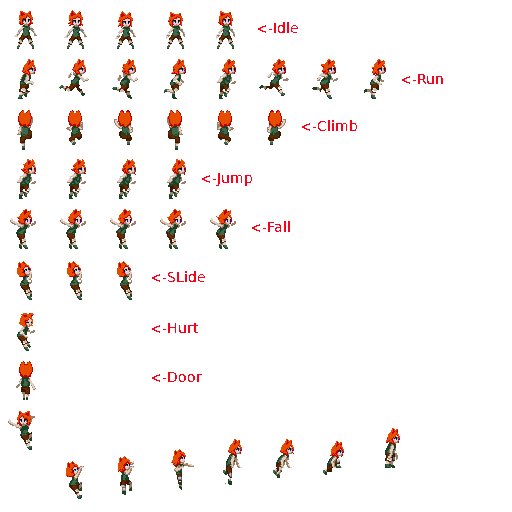 <-Idle
<-Run
<-Climb
<-Jump
<-Fall
<-SLide
<-Hurt
<-Door